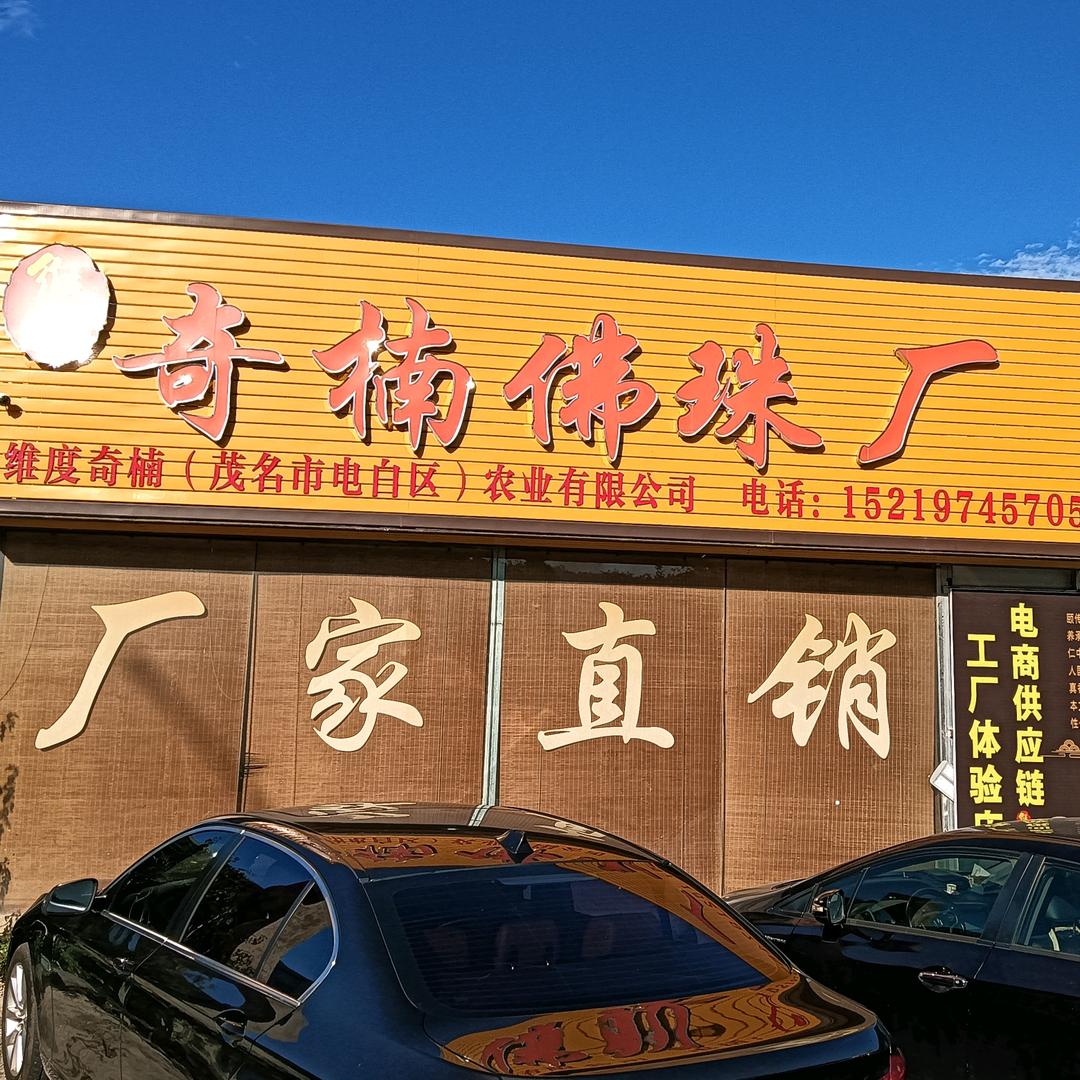 奇楠佛珠厂
维度奇楠（茂名市电白区）农业有限公司 电话：15219745705
厂家直销
电商供应链
工厂体验店